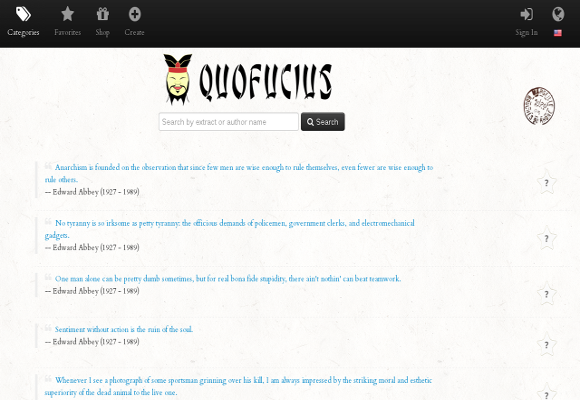 Categories
Favorites
Shop
Create
Sign In
QUOFUCIUS
Search by extract or author name
Search
Anarchism is founded on the observation that since few men are wise enough to rule themselves, even fewer are wise enough to
rule others.
— Edward Abbey (1927 - 1989)
?
No tyranny is so irksome as petty tyranny: the officious demands of policemen, government clerks, and electromechanical
gadgets.
— Edward Abbey (1927 - 1989)
?
One man alone can be pretty dumb sometimes, but for real bona fide stupidity, there ain't nothin' can beat teamwork.
— Edward Abbey (1927 - 1989)
?
Sentiment without action is the ruin of the soul.
— Edward Abbey (1927 - 1989)
?
Whenever I see a photograph of some sportsman grinning over his kill, I am always impressed by the striking moral and esthetic
superiority of the dead animal to the live one.
?